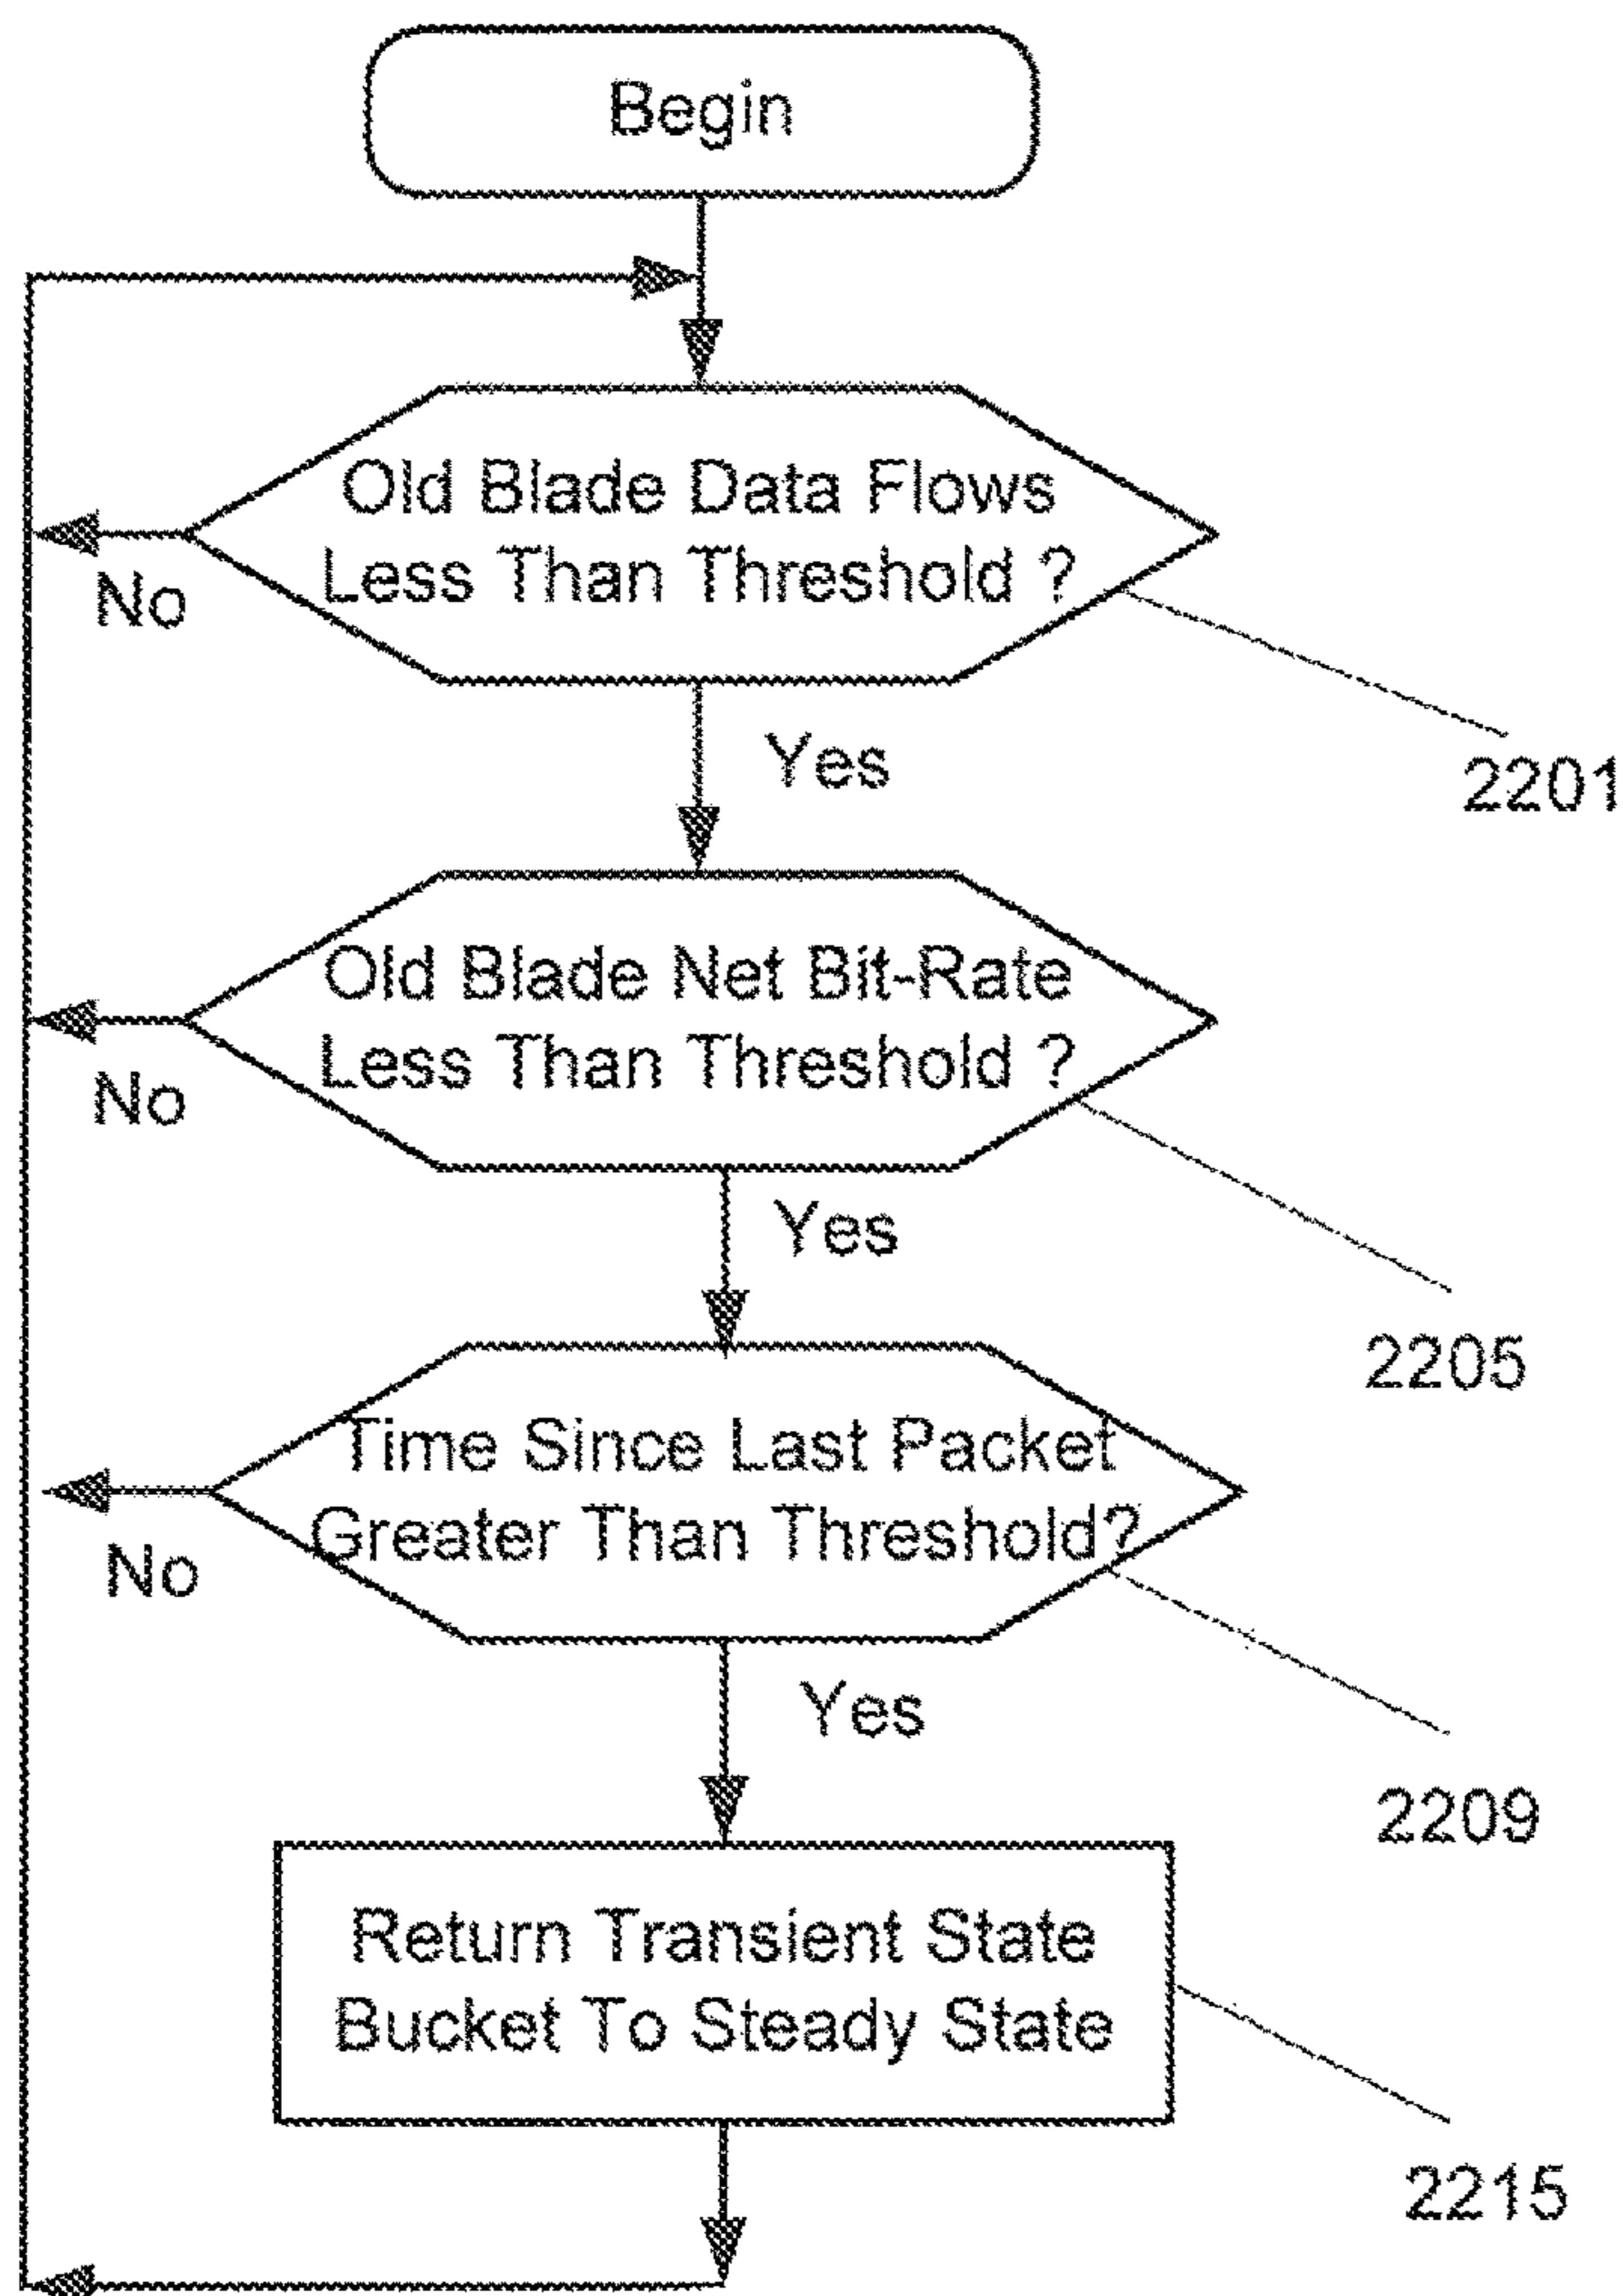 Begin
Old Blade Data Flows
Less Than Threshold ?
No
Yes
2201
Old Blade Net Bit-Rate
Less Than Threshold ?
No
Yes
2205
Time Since Last Packet
Greater Than Threshold?
No
Yes
2209
Return Transient State
Bucket To Steady State
2215